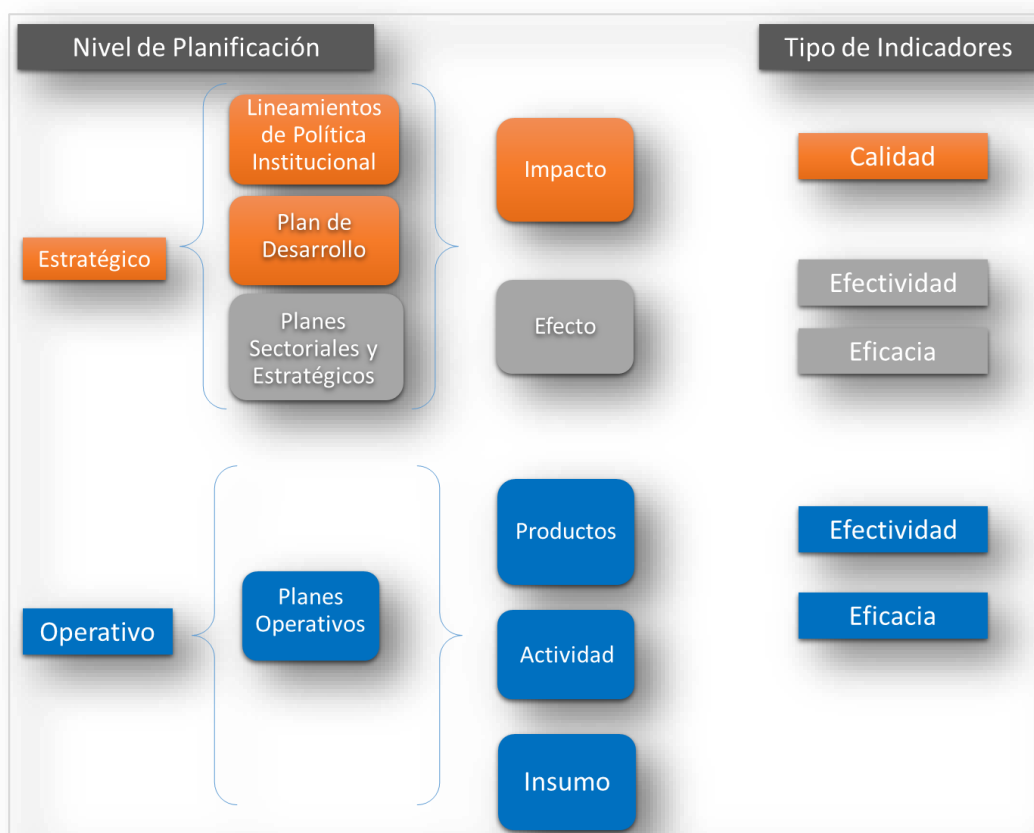 Nivel de Planificación
Tipo de Indicadores
Estratégico
Lineamientos
de Política
Institucional
Plan de
Desarrollo
Planes
Sectoriales y
Estratégicos
Impacto
Efecto
Calidad
Efectividad
Eficacia
Operativo
Planes
Operativos
Productos
Actividad
Insumo
Efectividad
Eficacia